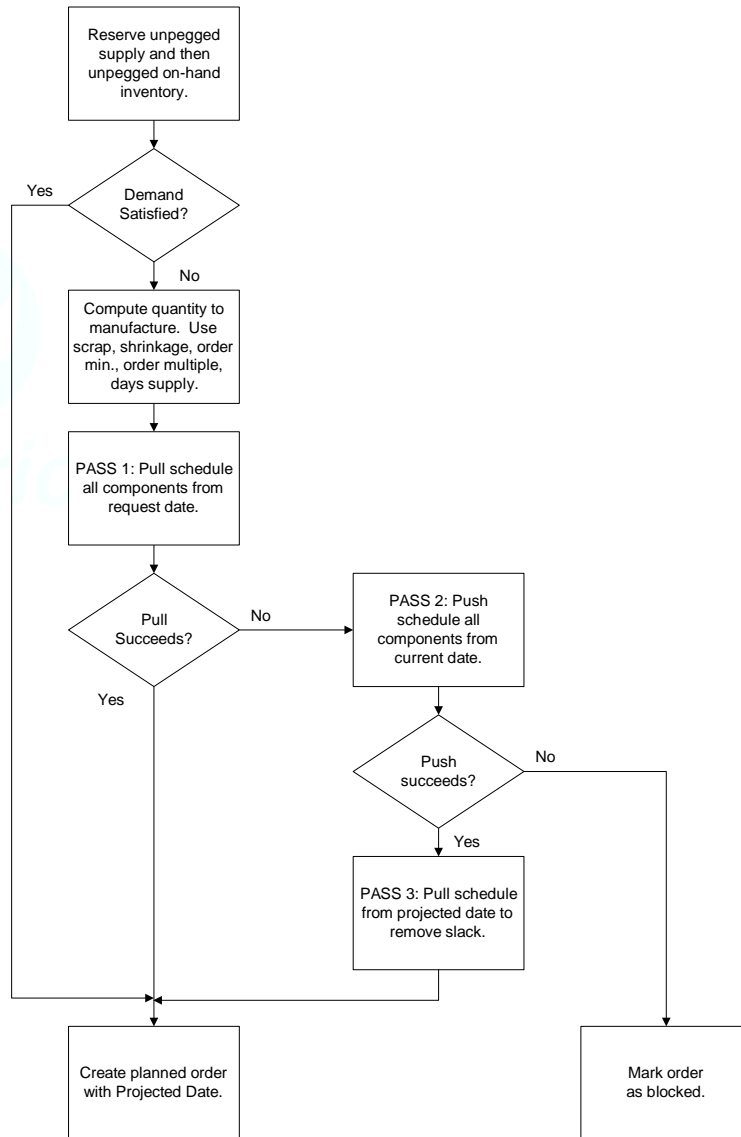 Reserve unpegged
supply and then
unpegged on-hand
inventory.
Yes
Demand
Satisfied?
No
Compute quantity to
manufacture.  Use
scrap, shrinkage, order
min., order multiple,
days supply.
PASS 1: Pull schedule
all components from
request date.
Pull
Succeeds?
No
PASS 2: Push
schedule all
components from
current date.
Yes
Push
succeeds?
No
Yes
PASS 3: Pull schedule
from projected date to
remove slack.
Create planned order
with Projected Date.
Mark order
as blocked.